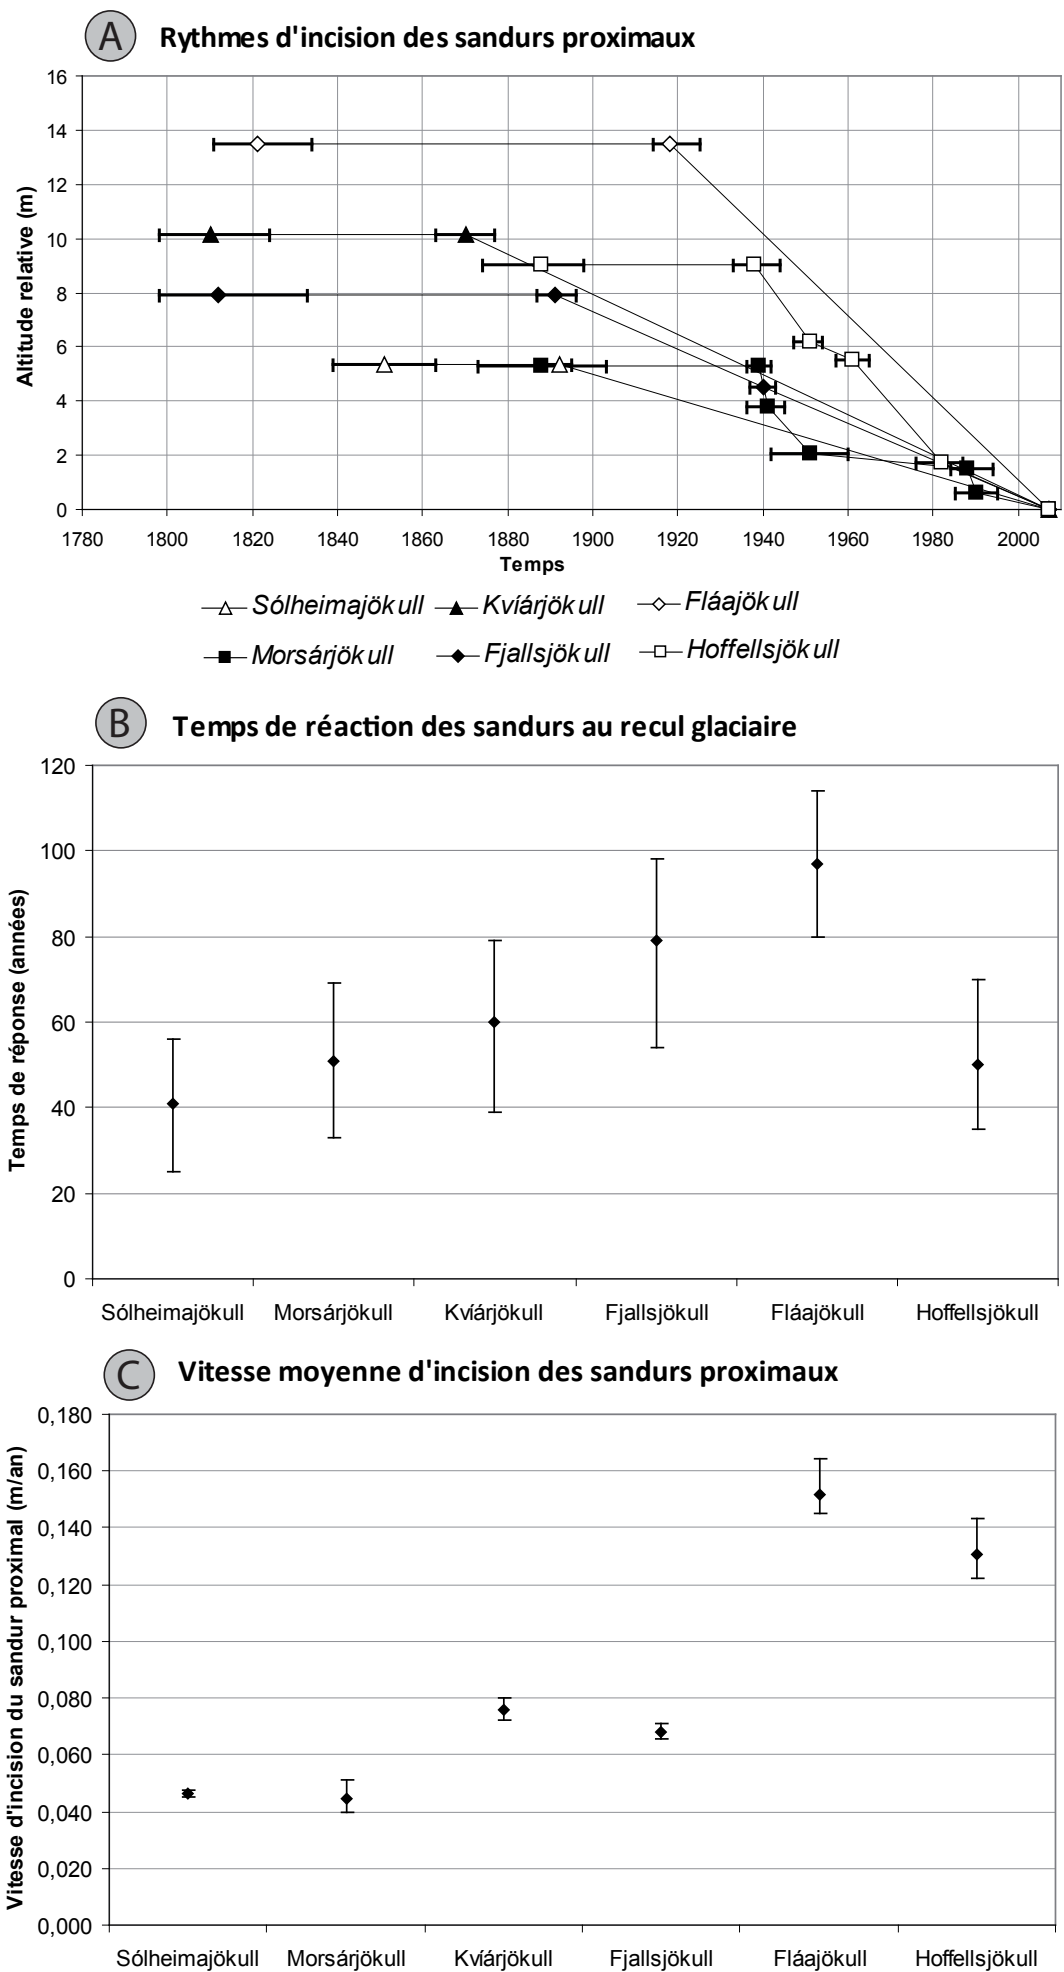 A Rythmes d'incision des sandurs proximaux
16
14
12
10
8
6
4
2
0
Altitude relative (m)
1780 1800 1820 1840 1860 1880 1900 1920 1940 1960 1980 2000
Temps
Sólheimajökull Kvíárjökull Fláajökull
Morsárjökull Fjallsjökull Hoffellsjökull
B Temps de réaction des sandurs au recul glaciaire
120
100
80
60
40
20
0
Temps de réponse (années)
Sólheimajökull Morsárjökull Kvíárjökull Fjallsjökull Fláajökull Hoffellsjökull
C Vitesse moyenne d'incision des sandurs proximaux
0,180
0,160
0,140
0,120
0,100
0,080
0,060
0,040
0,020
0,000
Vitesse d'incision du sandur proximal (m/an)
Sólheimajökull Morsárjökull Kvíárjökull Fjallsjökull Fláajökull Hoffellsjökull